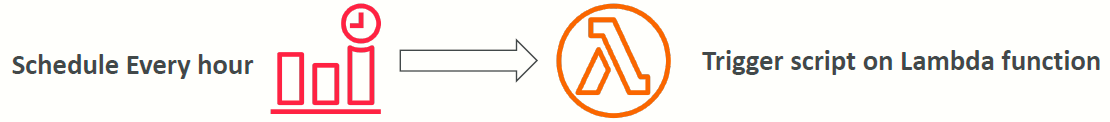 Schedule Every hour
Trigger script on Lambda function